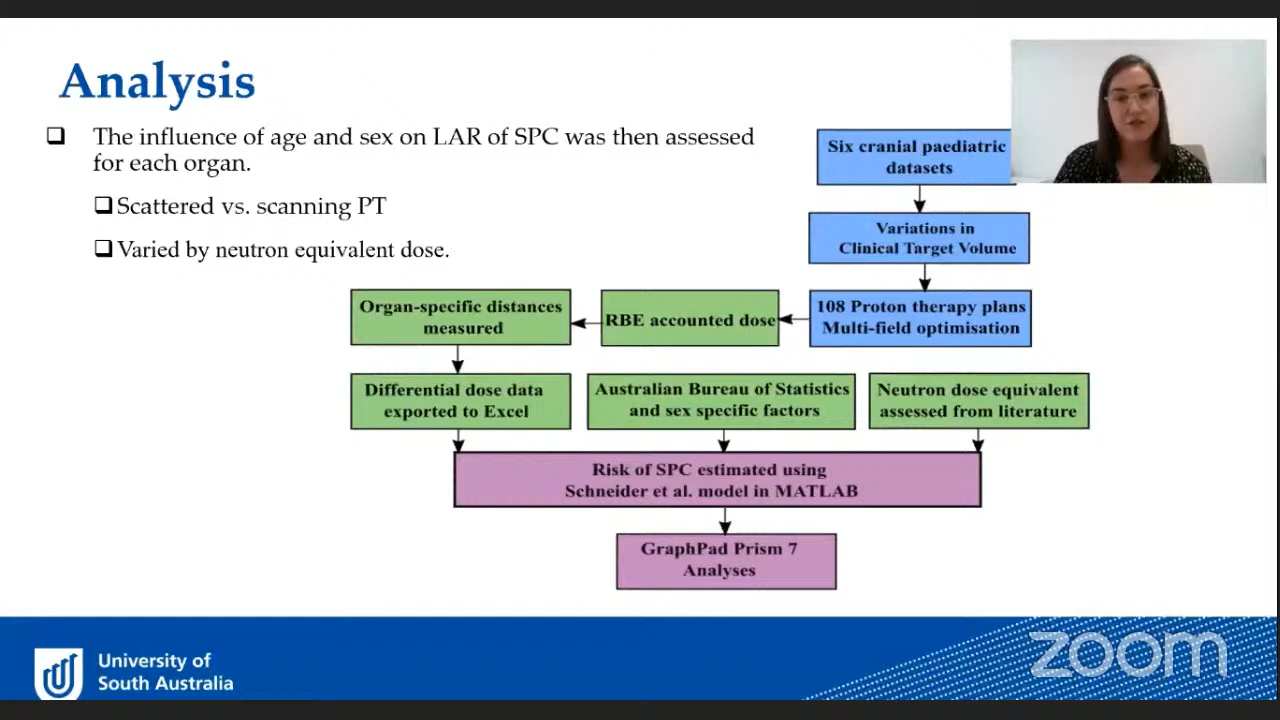 Analysis
The influence of age and sex on LAR of SPC was then assessed
for each organ.
Scattered vs. scanning PT
Varied by neutron equivalent dose.
Six cranial paediatric
datasets
Variations in
Clinical Target Volume
108 Proton therapy plans
Multi-field optimisation
RBE accounted dose
Organ-specific distances
measured
Differential dose data
exported to Excel
Australian Bureau of Statistics
and sex specific factors
Neutron dose equivalent
assessed from literature
Risk of SPC estimated using
Schneider et al. model in MATLAB
GraphPad Prism 7
Analyses
University of
South Australia
zoom